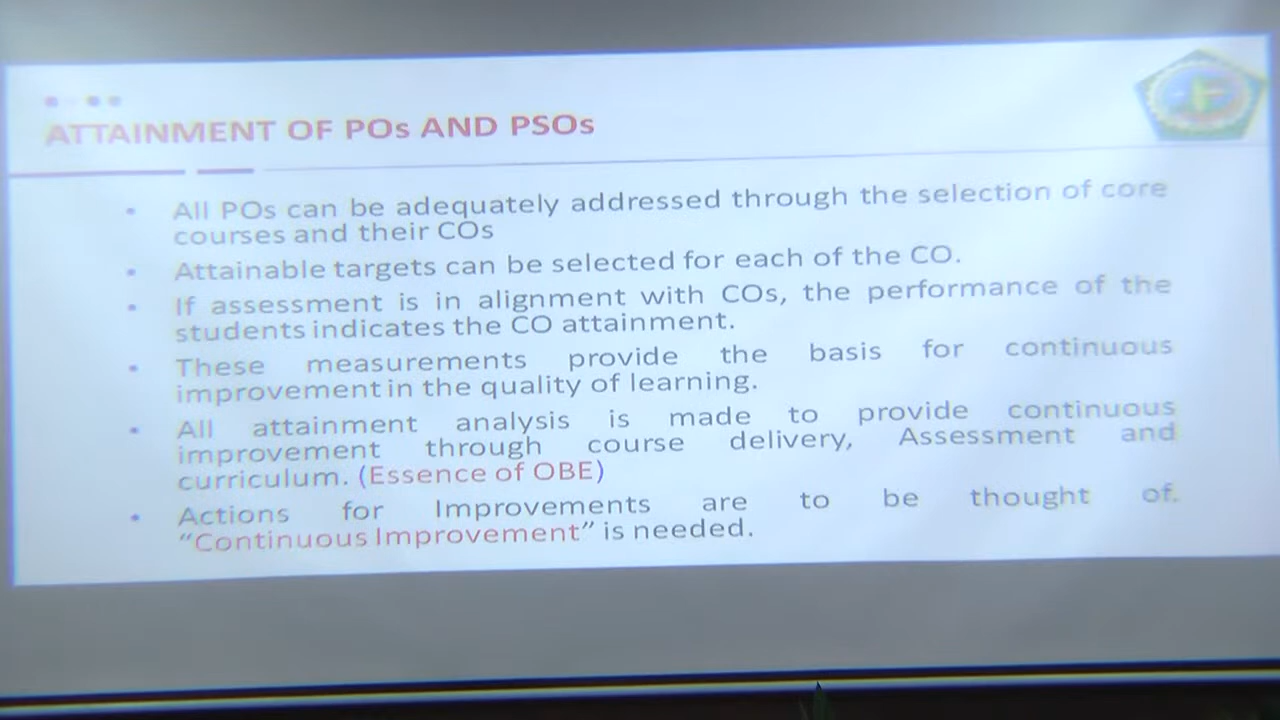 ATTAINMENT OF POs AND PSOs
• All POs can be adequately addressed through the selection of core
courses and their COs
• Attainable targets can be selected for each of the CO.
• If assessment is in alignment with COs, the performance of the
students indicates the CO attainment.
• These measurements provide the basis for continuous
improvement in the quality of learning.
• All attainment analysis is made to provide continuous
improvement through course delivery, Assessment and
curriculum. (Essence of OBE)
• Actions for Improvements are to be thought of.
“Continuous Improvement” is needed.